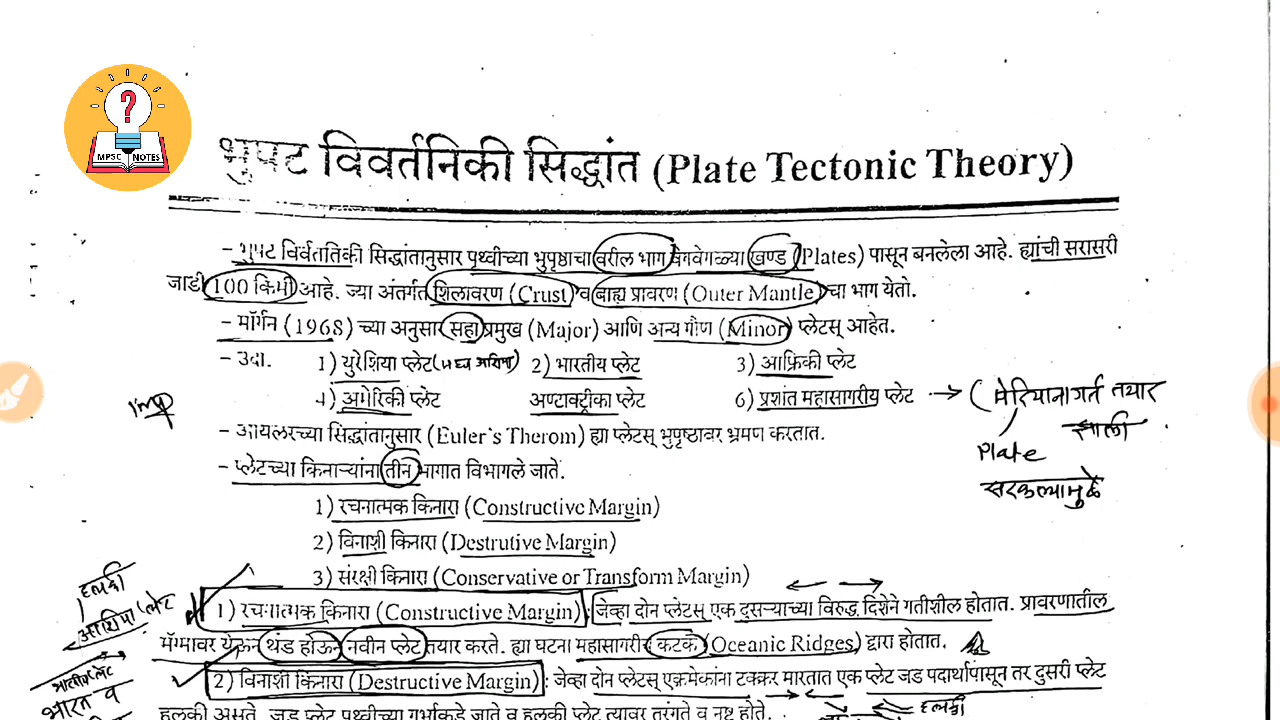 MPSC NOTES
भुपट विवर्तनिकी सिद्धांत (Plate Tectonic Theory)
- भुपट विर्वततिकी सिद्धांतानुसार पृथ्वीच्या भुपृष्ठाचा वरील भाग वेगवेगळ्या खण्ड (Plates) पासून बनलेला आहे. ह्यांची सरासरी
जाडी 100 किमी आहे. ज्या अंतर्गत शिलावरण (Crust) व बाह्य प्रावरण (Outer Mantle) चा भाग येतो.
- मॉर्गन (1968) च्या अनुसार सहा प्रमुख (Major) आणि अन्य गौण (Minor) प्लेटस् आहेत.
- उदा. 1) युरेशिया प्लेट 2) भारतीय प्लेट 3) आफ्रिकी प्लेट
4) अमेरिकी प्लेट अण्टाक्ट्रीका प्लेट 6) प्रशांत महासागरीय प्लेट → ( मेरियाना गर्त तयार
Imp झाली
- आयलरच्या सिद्धांतानुसार (Euler's Therom) ह्या प्लेटस् भुपृष्ठावर भ्रमण करतात.
Plate
- प्लेटच्या किनाऱ्यांना तीन भागात विभागले जाते.
सरकल्यामुळे
1) रचनात्मक किनारा (Constructive Margin)
2) विनाशी किनारा (Destrutive Margin)
3) संरक्षी किनारा (Conservative or Transform Margin)
हलकी
1) रचनात्मक किनारा (Constructive Margin) : जेव्हा दोन प्लेटस् एक दुसऱ्याच्या विरुद्ध दिशेने गतीशील होतात. प्रावरणातील
मॅग्मावर येऊन थंड होऊन नवीन प्लेट तयार करते. ह्या घटना महासागरीय कटक (Oceanic Ridges) द्वारा होतात.
2) विनाशी किनारा (Destructive Margin) : जेव्हा दोन प्लेटस् एक्रमेकांना टक्कर मारतात एक प्लेट जड पदार्थापासून तर दुसरी प्लेट
भारत व
हलकी असते. जड प्लेट पृथ्वीच्या गर्भाकडे जाते व हलकी प्लेट त्यावर तरंगते व नष्ट होते.
हलकी